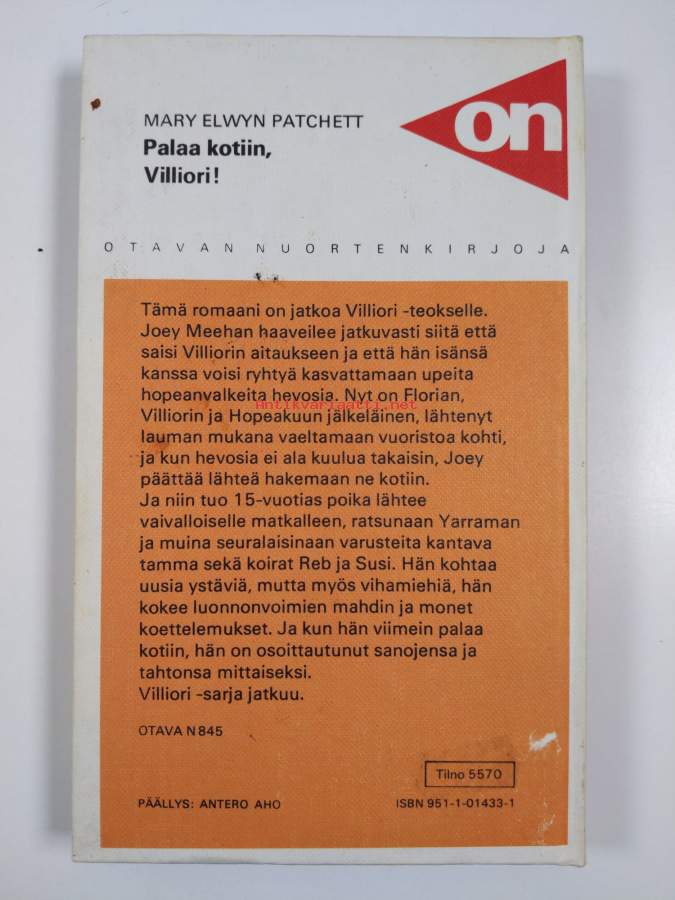 MARY ELWYN PATCHETT
Palaa kotiin,
Villiori!
on
OTAVAN NUORTENKIRJOJA
Tämä romaani on jatkoa Villiori -teokselle.
Joey Meehan haaveilee jatkuvasti siitä että
saisi Villiorin aitaukseen ja että hän isänsä
kanssa voisi ryhtyä kasvattamaan upeita
hopeanvalkeita hevosia. Nyt on Florian,
Antikvariaatti.net
Villiorin ja Hopeakuun jälkeläinen, lähtenyt
lauman mukana vaeltamaan vuoristoa kohti,
ja kun hevosia ei ala kuulua takaisin, Joey
päättää lähteä hakemaan ne kotiin.
Ja niin tuo 15-vuotias poika lähtee
vaivalloiselle matkalleen, ratsunaan Yarraman
ja muina seuralaisinaan varusteita kantava
tamma sekä koirat Reb ja Susi. Hän kohtaa
uusia ystäviä, mutta myös vihamiehiä, hän
kokee luonnonvoimien mahdin ja monet
koettelemukset. Ja kun hän viimein palaa
kotiin, hän on osoittautunut sanojensa ja
tahtonsa mittaiseksi.
Villiori -sarja jatkuu.
OTAVA N 845
Tilno 5570
PÄÄLLYS: ANTERO AHO
ISBN 951-1-01433-1